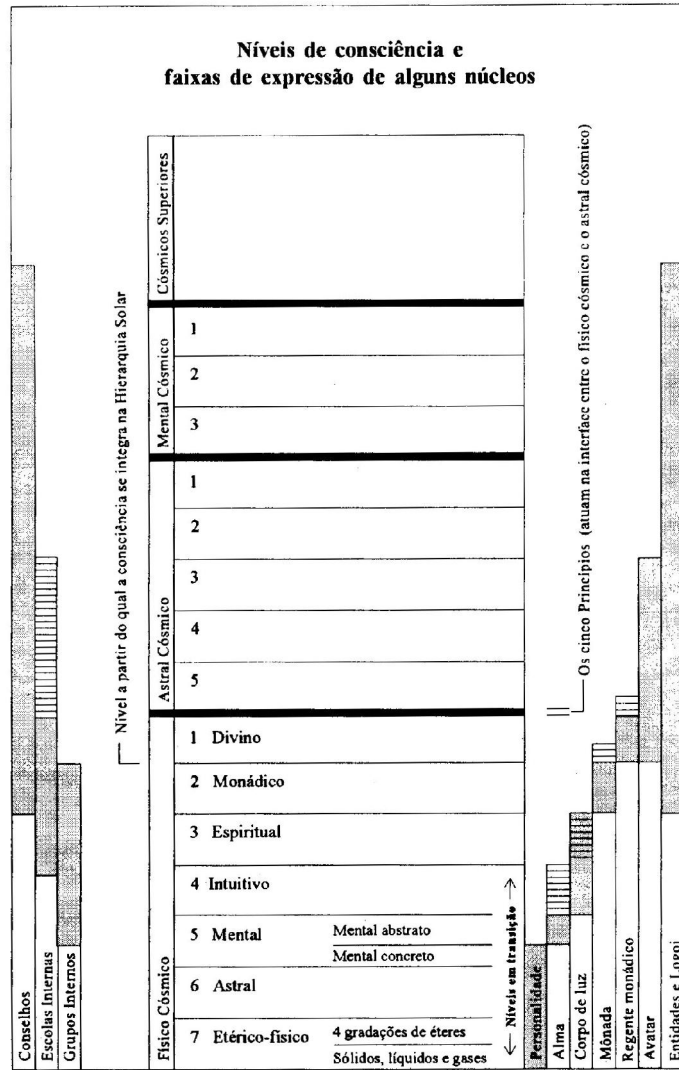 Níveis de consciência e
faixas de expressão de alguns núcleos
Cósmicos Superiores
Mental Cósmico
1
2
3
Astral Cósmico
1
2
3
4
5
Físico Cósmico
1 Divino
2 Monádico
3 Espiritual
4 Intuitivo
5 Mental
Mental abstrato
Mental concreto
6 Astral
7 Etérico-físico
4 gradações de éteres
Sólidos, líquidos e gases
Níveis em transição
Nível a partir do qual a consciência se integra na Hierarquia Solar
Os cinco Princípios (atuam na interface entre o físico cósmico e o astral cósmico)
Conselhos
Escolas Internas
Grupos Internos
Personalidade
Alma
Corpo de luz
Mônada
Regente monádico
Avatar
Entidades e Logoi